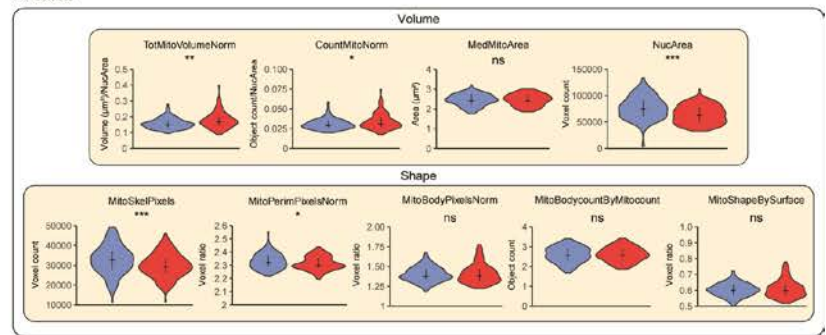 Volume
TotMitoVolumeNorm
**
Volume (µm³)/NucArea
0.5
0.4
0.3
0.2
0.1
0
CountMitoNorm
*
Object count/NucArea
0.100
0.075
0.050
0.025
0
MedMitoArea
ns
Area (µm²)
4
3
2
1
0
NucArea
***
Voxel count
150000
100000
50000
0
Shape
MitoSkelPixels
***
Voxel count
50000
40000
30000
20000
10000
MitoPerimPixelsNorm
*
Voxel ratio
2.6
2.5
2.4
2.3
2.2
2.1
2
MitoBodyPixelsNorm
ns
Voxel ratio
2.00
1.75
1.50
1.25
1
MitoBodycountByMitocount
ns
Object count
4
3
2
1
0
MitoShapeBySurface
ns
Voxel ratio
1.0
0.9
0.8
0.7
0.6
0.5